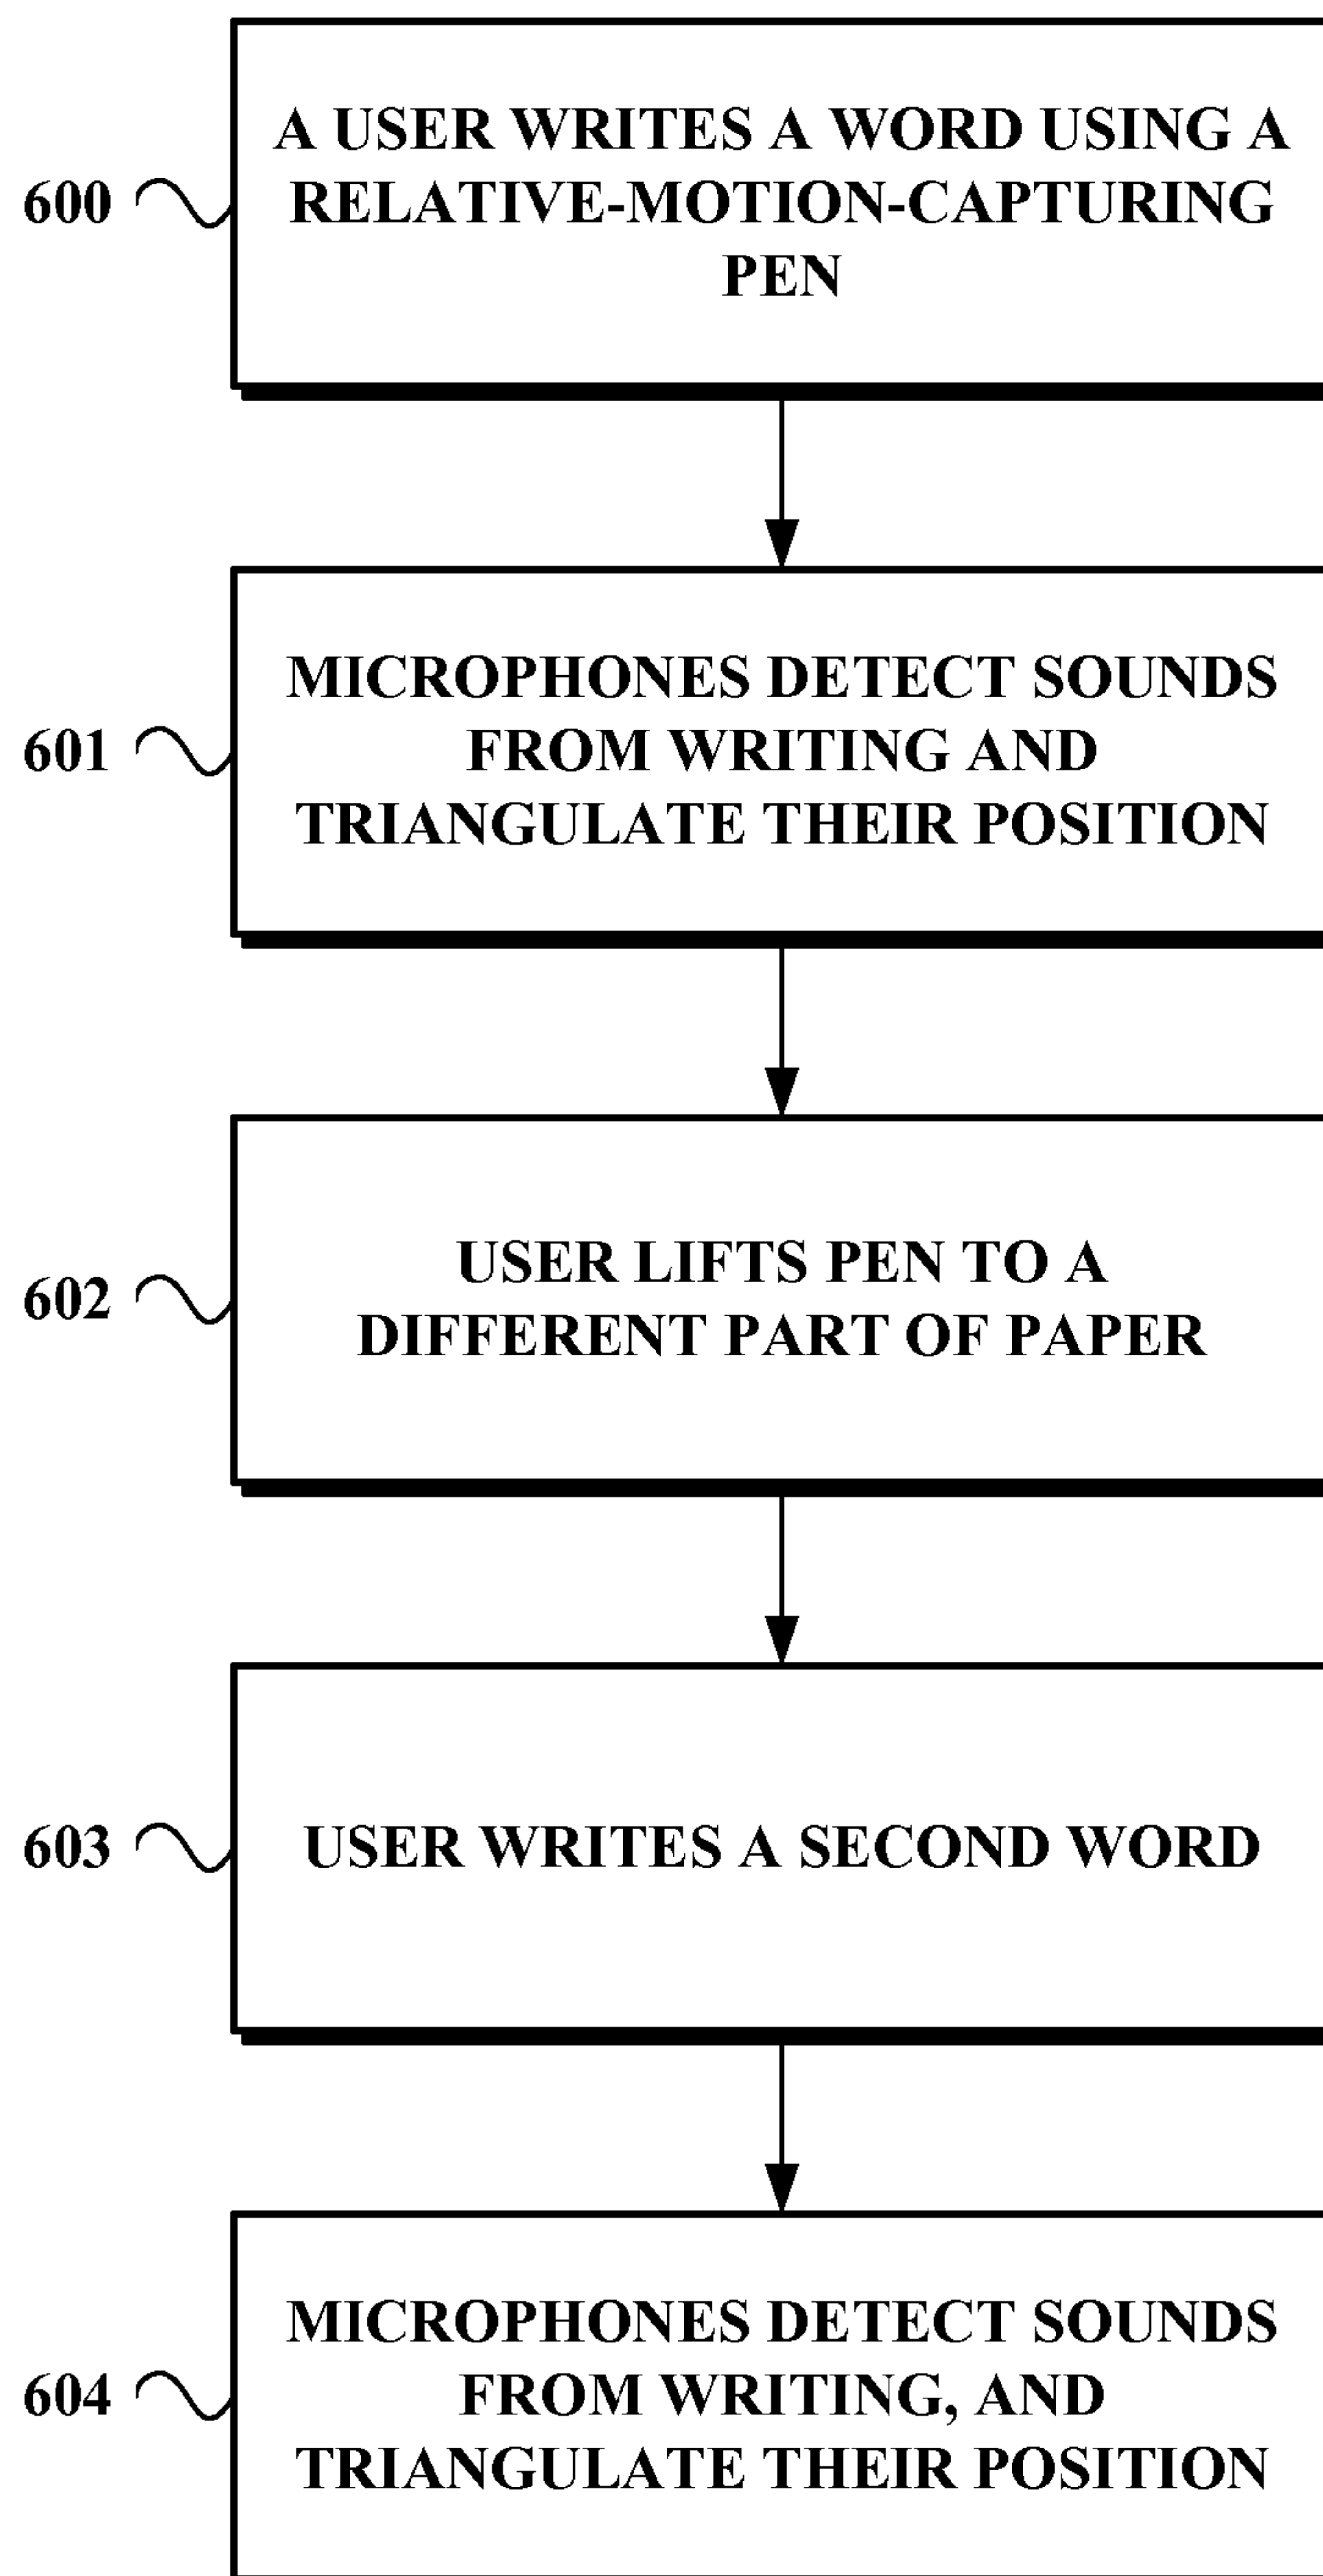 A USER WRITES A WORD USING A
600
RELATIVE-MOTION-CAPTURING
PEN
MICROPHONES DETECT SOUNDS
601
FROM WRITING AND
TRIANGULATE THEIR POSITION
USER LIFTS PEN TO A
602
DIFFERENT PART OF PAPER
603
USER WRITES A SECOND WORD
MICROPHONES DETECT SOUNDS
604
FROM WRITING, AND
TRIANGULATE THEIR POSITION